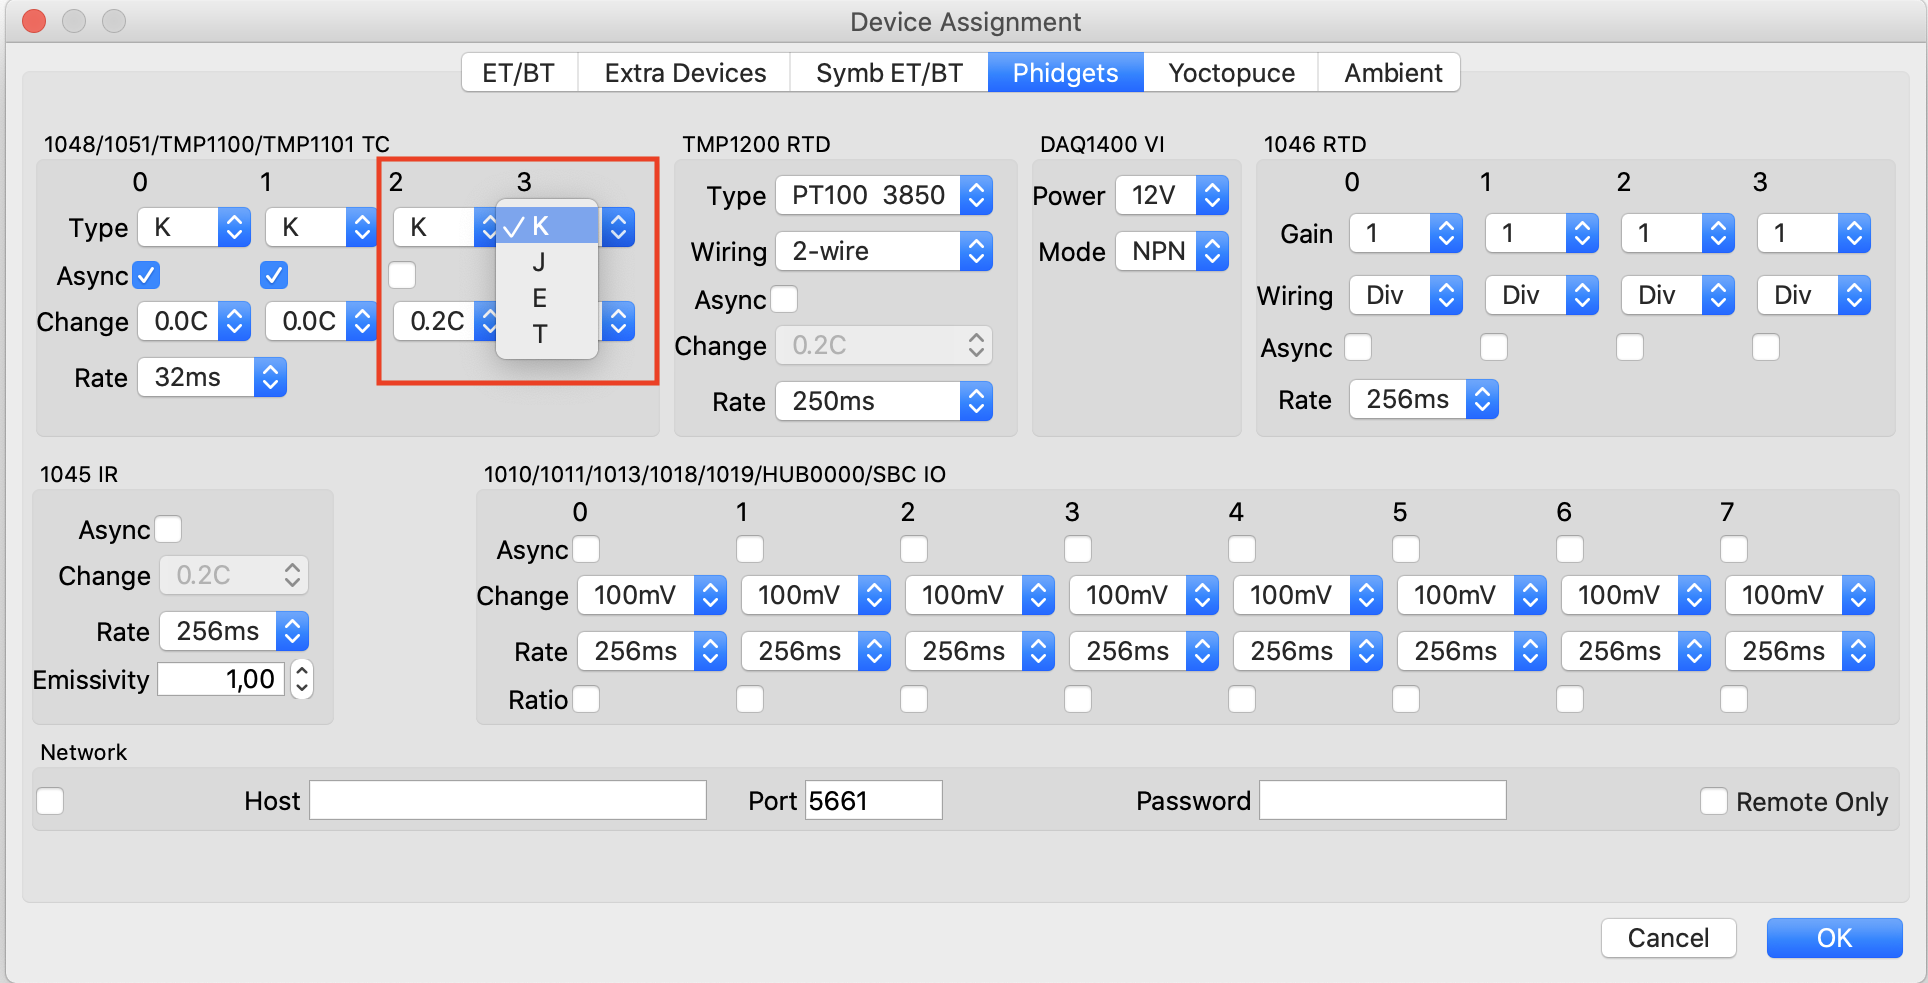 Device Assignment
ET/BT Extra Devices Symb ET/BT Phidgets Yoctopuce Ambient
1048/1051/TMP1100/TMP1101 TC
0 1 2 3
Type K K K K
J
E
T
Async
Change 0.0C 0.0C 0.2C
Rate 32ms
TMP1200 RTD
Type PT100 3850
Wiring 2-wire
Async
Change 0.2C
Rate 250ms
DAQ1400 VI
Power 12V
Mode NPN
1046 RTD
0 1 2 3
Gain 1 1 1 1
Wiring Div Div Div Div
Async
Rate 256ms
1045 IR
Async
Change 0.2C
Rate 256ms
Emissivity 1,00
1010/1011/1013/1018/1019/HUB0000/SBC IO
0 1 2 3 4 5 6 7
Async
Change 100mV 100mV 100mV 100mV 100mV 100mV 100mV 100mV
Rate 256ms 256ms 256ms 256ms 256ms 256ms 256ms 256ms
Ratio
Network
Host Port 5661 Password Remote Only
Cancel OK